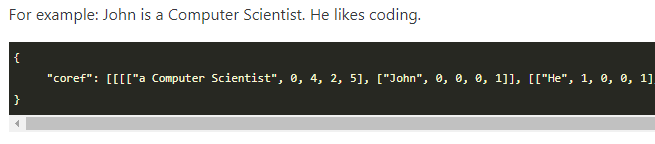 For example: John is a Computer Scientist. He likes coding.
{
"coref": [[[["a Computer Scientist", 0, 4, 2, 5], ["John", 0, 0, 0, 1]], [["He", 1, 0, 0, 1]
}